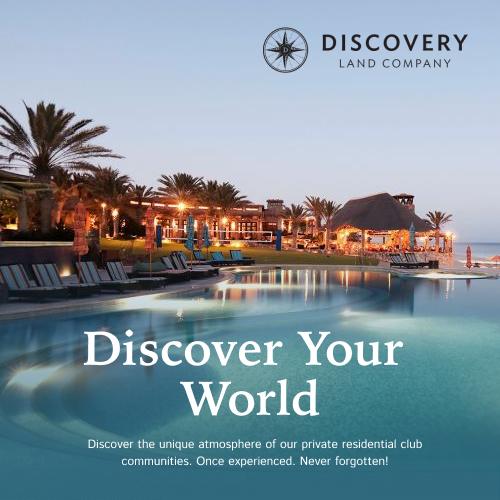 DISCOVERY
LAND COMPANY
Discover Your
World
Discover the unique atmosphere of our private residential club
communities. Once experienced. Never forgotten!